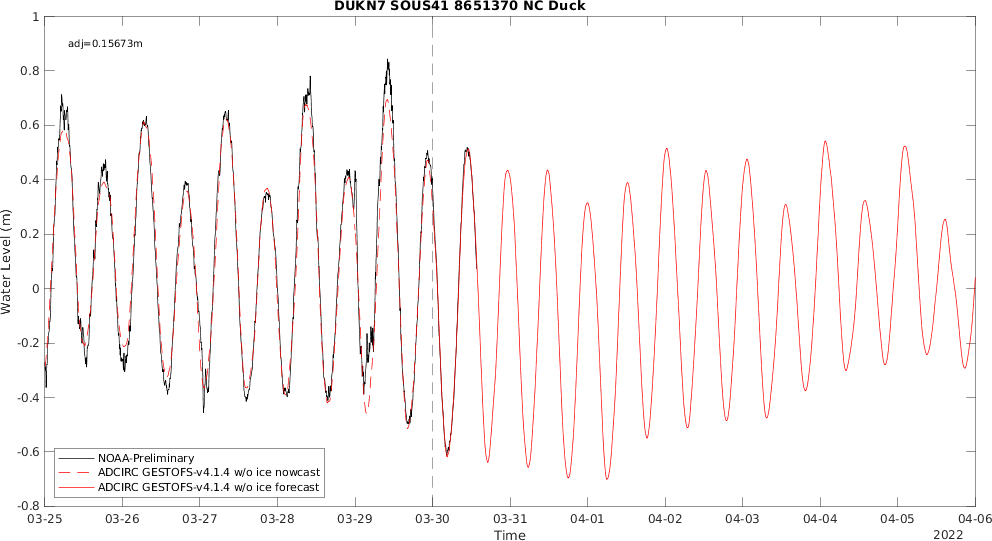 DUKN7 SOUS41 8651370 NC Duck
adj=0.15673m
1
0.8
0.6
0.4
0.2
0
-0.2
-0.4
-0.6
-0.8
Water Level (m)
NOAA-Preliminary
ADCIRC GESTOFS-v4.1.4 w/o ice nowcast
ADCIRC GESTOFS-v4.1.4 w/o ice forecast
03-25 03-26 03-27 03-28 03-29 03-30 03-31 04-01 04-02 04-03 04-04 04-05 04-06
Time
2022